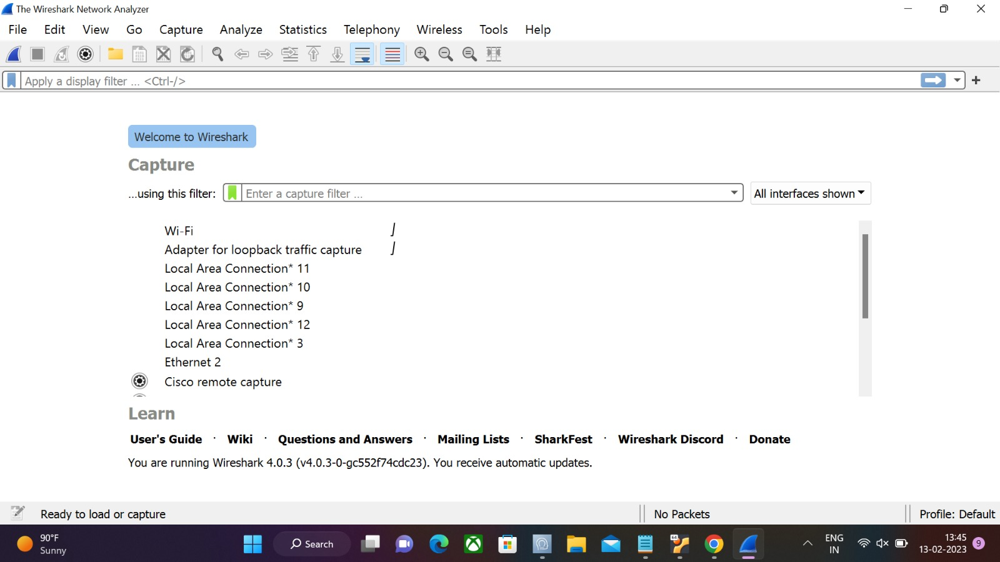 The Wireshark Network Analyzer
File Edit View Go Capture Analyze Statistics Telephony Wireless Tools Help
Apply a display filter ... <Ctrl-/>
Welcome to Wireshark
Capture
...using this filter: Enter a capture filter ... All interfaces shown
Wi-Fi
Adapter for loopback traffic capture
Local Area Connection* 11
Local Area Connection* 10
Local Area Connection* 9
Local Area Connection* 12
Local Area Connection* 3
Ethernet 2
Cisco remote capture
Learn
User's Guide · Wiki · Questions and Answers · Mailing Lists · SharkFest · Wireshark Discord · Donate
You are running Wireshark 4.0.3 (v4.0.3-0-gc552f74cdc23). You receive automatic updates.
Ready to load or capture No Packets Profile: Default
90°F
Sunny
Search
64
ENG
IN
13:45
13-02-2023
9